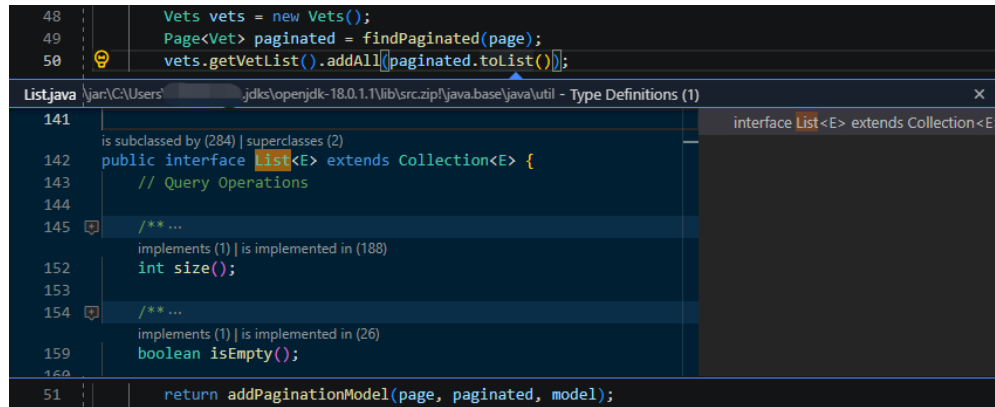 48 Vets vets = new Vets();
49 Page<Vet> paginated = findPaginated(page);
50 vets.getVetList().addAll(paginated.toList());
List.java \jar:\C:\Users\ .jdks\openjdk-18.0.1.1\lib\src.zip!\java.base\java\util - Type Definitions (1)
141
is subclassed by (284) | superclasses (2)
142 public interface List<E> extends Collection<E> {
143 // Query Operations
144
145 /** ···
implements (1) | is implemented in (188)
152 int size();
153
154 /** ···
implements (1) | is implemented in (26)
159 boolean isEmpty();
160
interface List<E> extends Collection<E
51 return addPaginationModel(page, paginated, model);